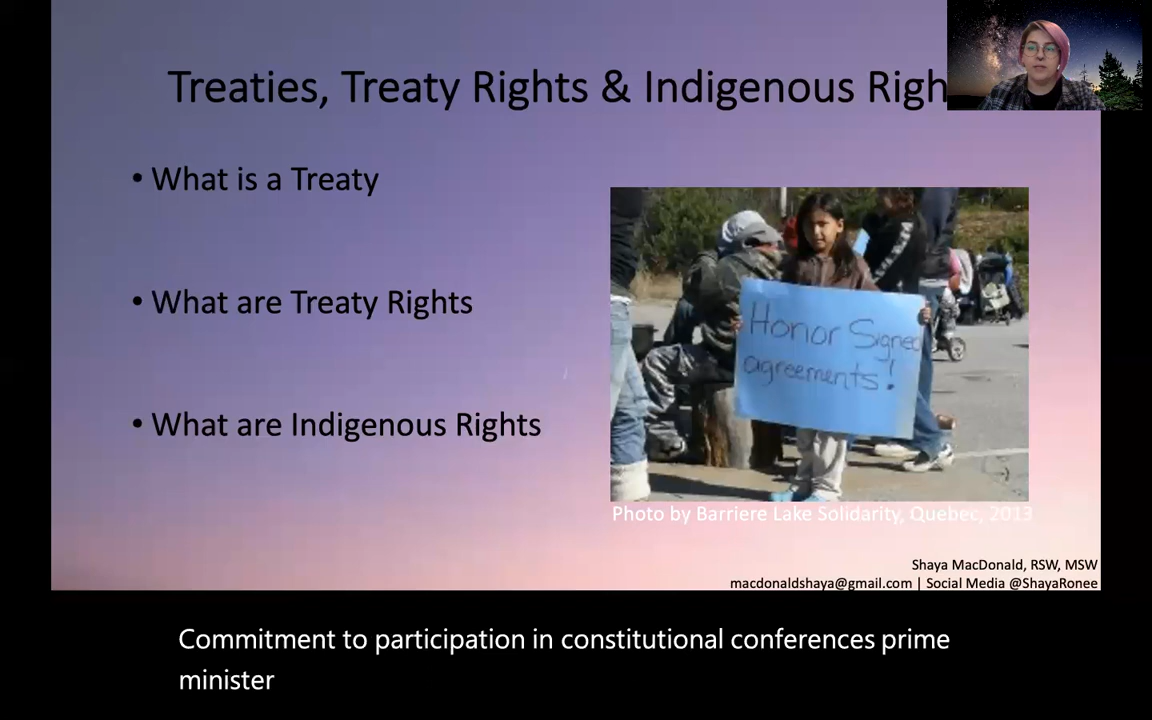 Treaties, Treaty Rights & Indigenous Righ
• What is a Treaty
• What are Treaty Rights
• What are Indigenous Rights
Honor Signed
agreements!
Photo by Barriere Lake Solidarity, Quebec, 2013
Shaya MacDonald, RSW, MSW
macdonaldshaya@gmail.com | Social Media @ShayaRonee
Commitment to participation in constitutional conferences prime
minister